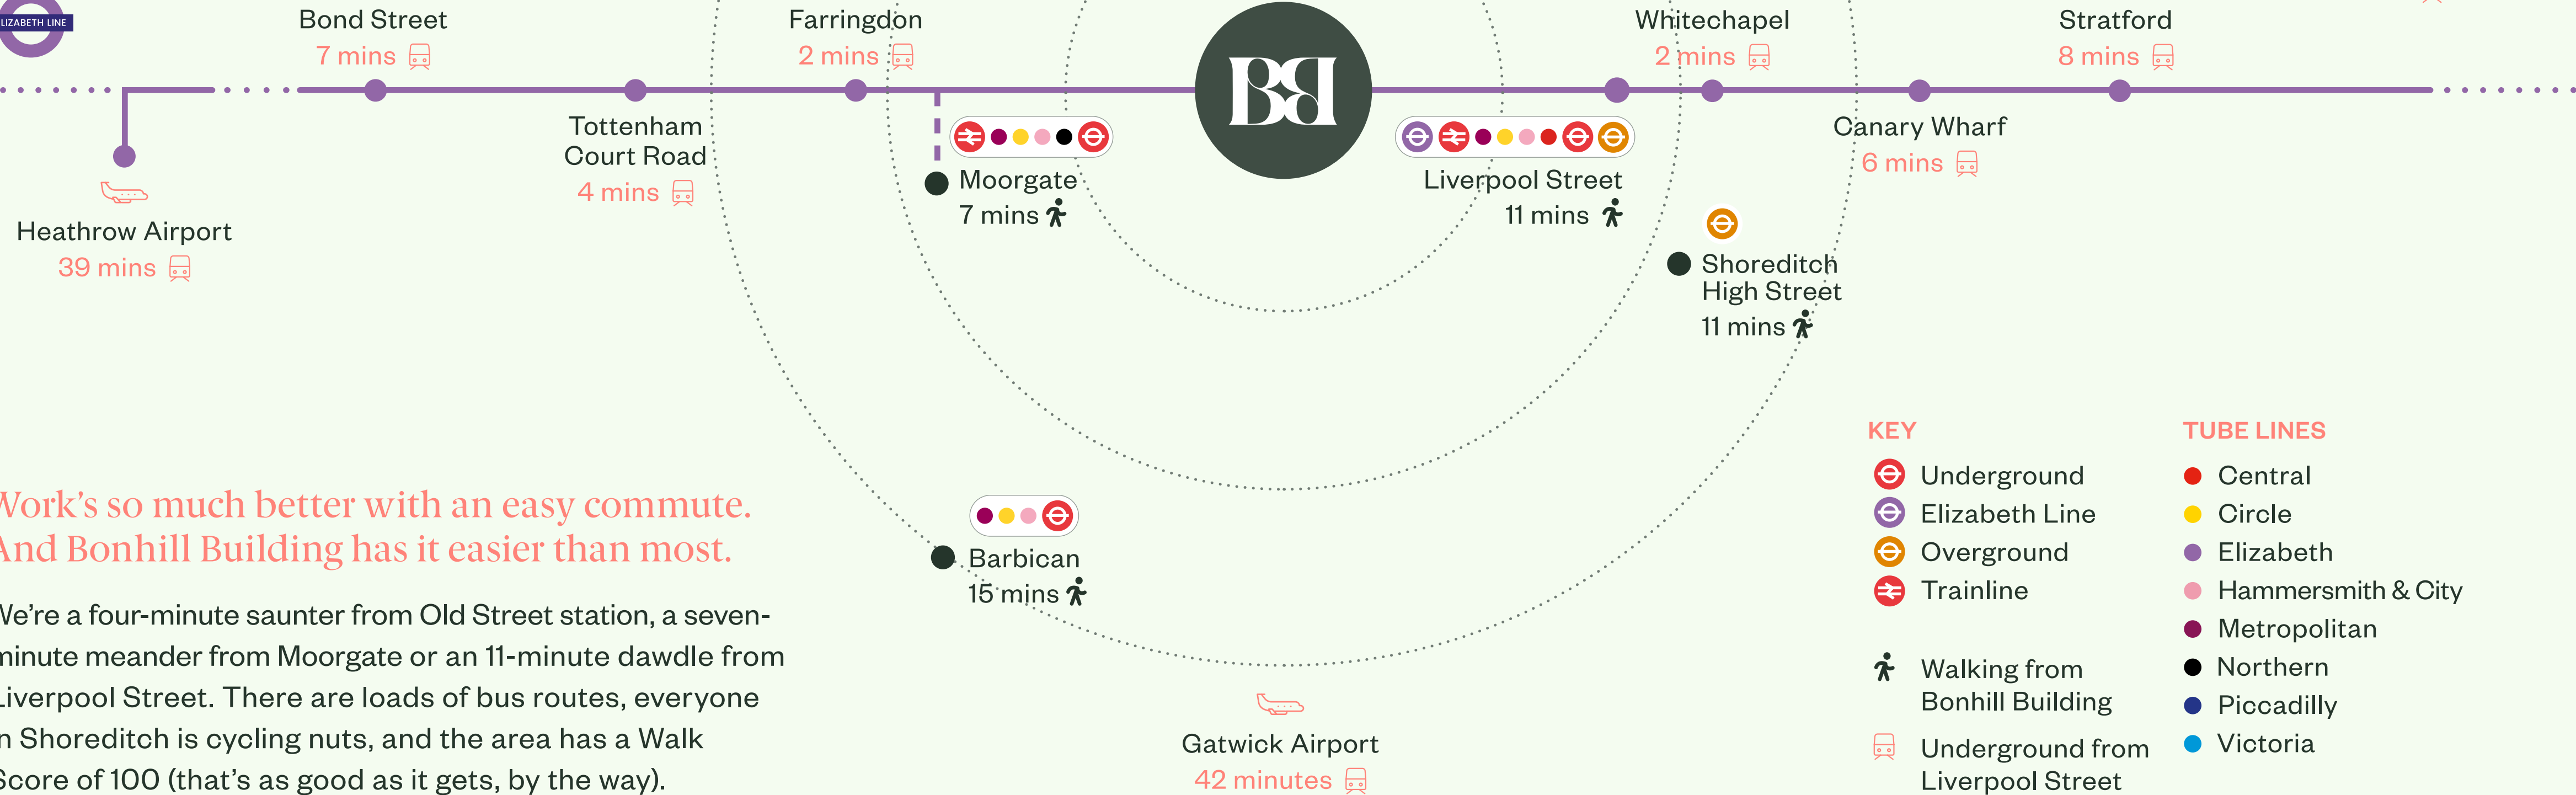 LIZABETH LINE
Bond Street
7 mins
Farringdon
2 mins
BB
Whitechapel
2 mins
Stratford
8 mins
Tottenham
Court Road
4 mins
Moorgate
7 mins
Liverpool Street
11 mins
Canary Wharf
6 mins
Heathrow Airport
39 mins
Shoreditch
High Street
11 mins
Work's so much better with an easy commute.
And Bonhill Building has it easier than most.
We're a four-minute saunter from Old Street station, a seven-
minute meander from Moorgate or an 11-minute dawdle from
Liverpool Street. There are loads of bus routes, everyone
in Shoreditch is cycling nuts, and the area has a Walk
Score of 100 (that's as good as it gets, by the way).
Barbican
15 mins
Gatwick Airport
42 minutes
KEY
Underground
Elizabeth Line
Overground
Trainline
Walking from
Bonhill Building
Underground from
Liverpool Street
TUBE LINES
Central
Circle
Elizabeth
Hammersmith & City
Metropolitan
Northern
Piccadilly
Victoria